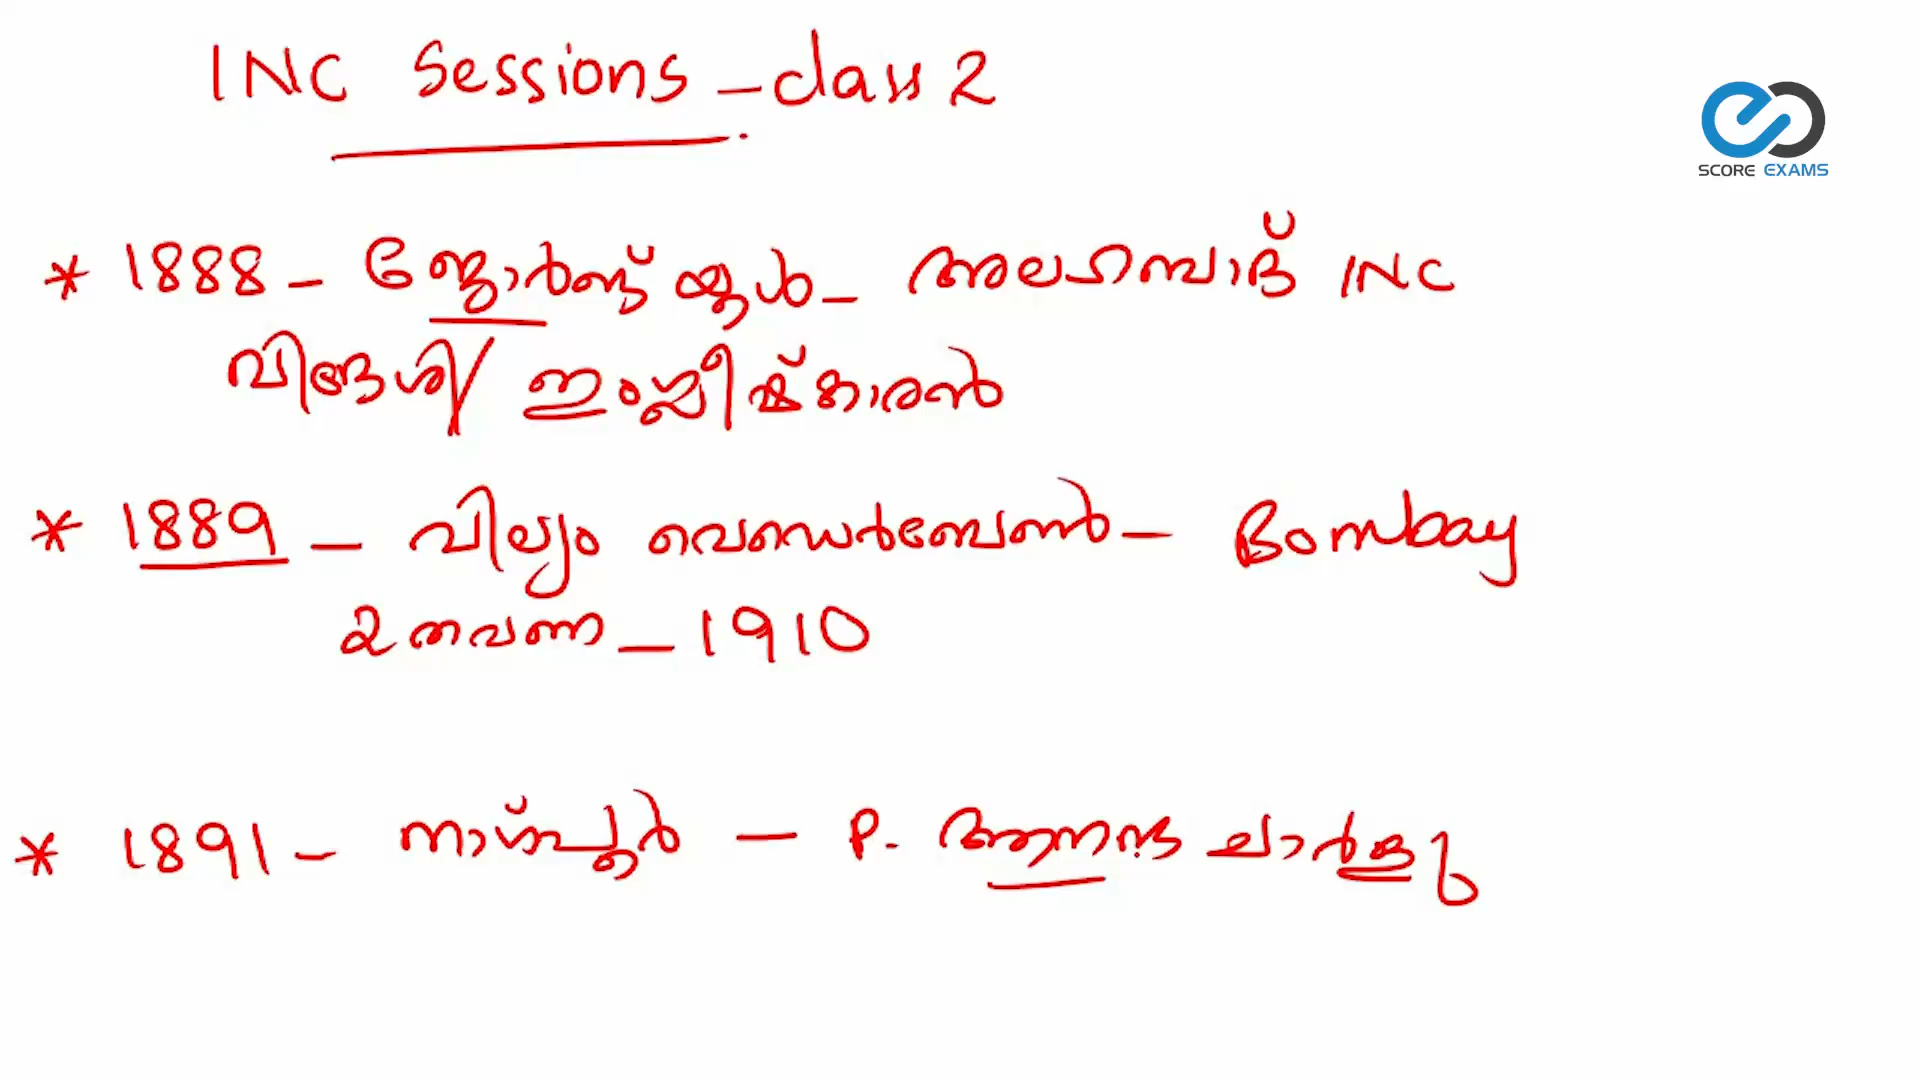 INC Sessions - class 2
SCORE EXAMS
* 1888 - ജോർജ്ജ് യൂൾ - അലഹബാദ് INC
വിദേശി / ഇംഗ്ലീഷ്കാരൻ
* 1889 - വില്യം വെഡർബേൺ - Bombay
2 തവണ - 1910
* 1891 - നാഗ്പൂർ - P. ആനന്ദ ചാർലു